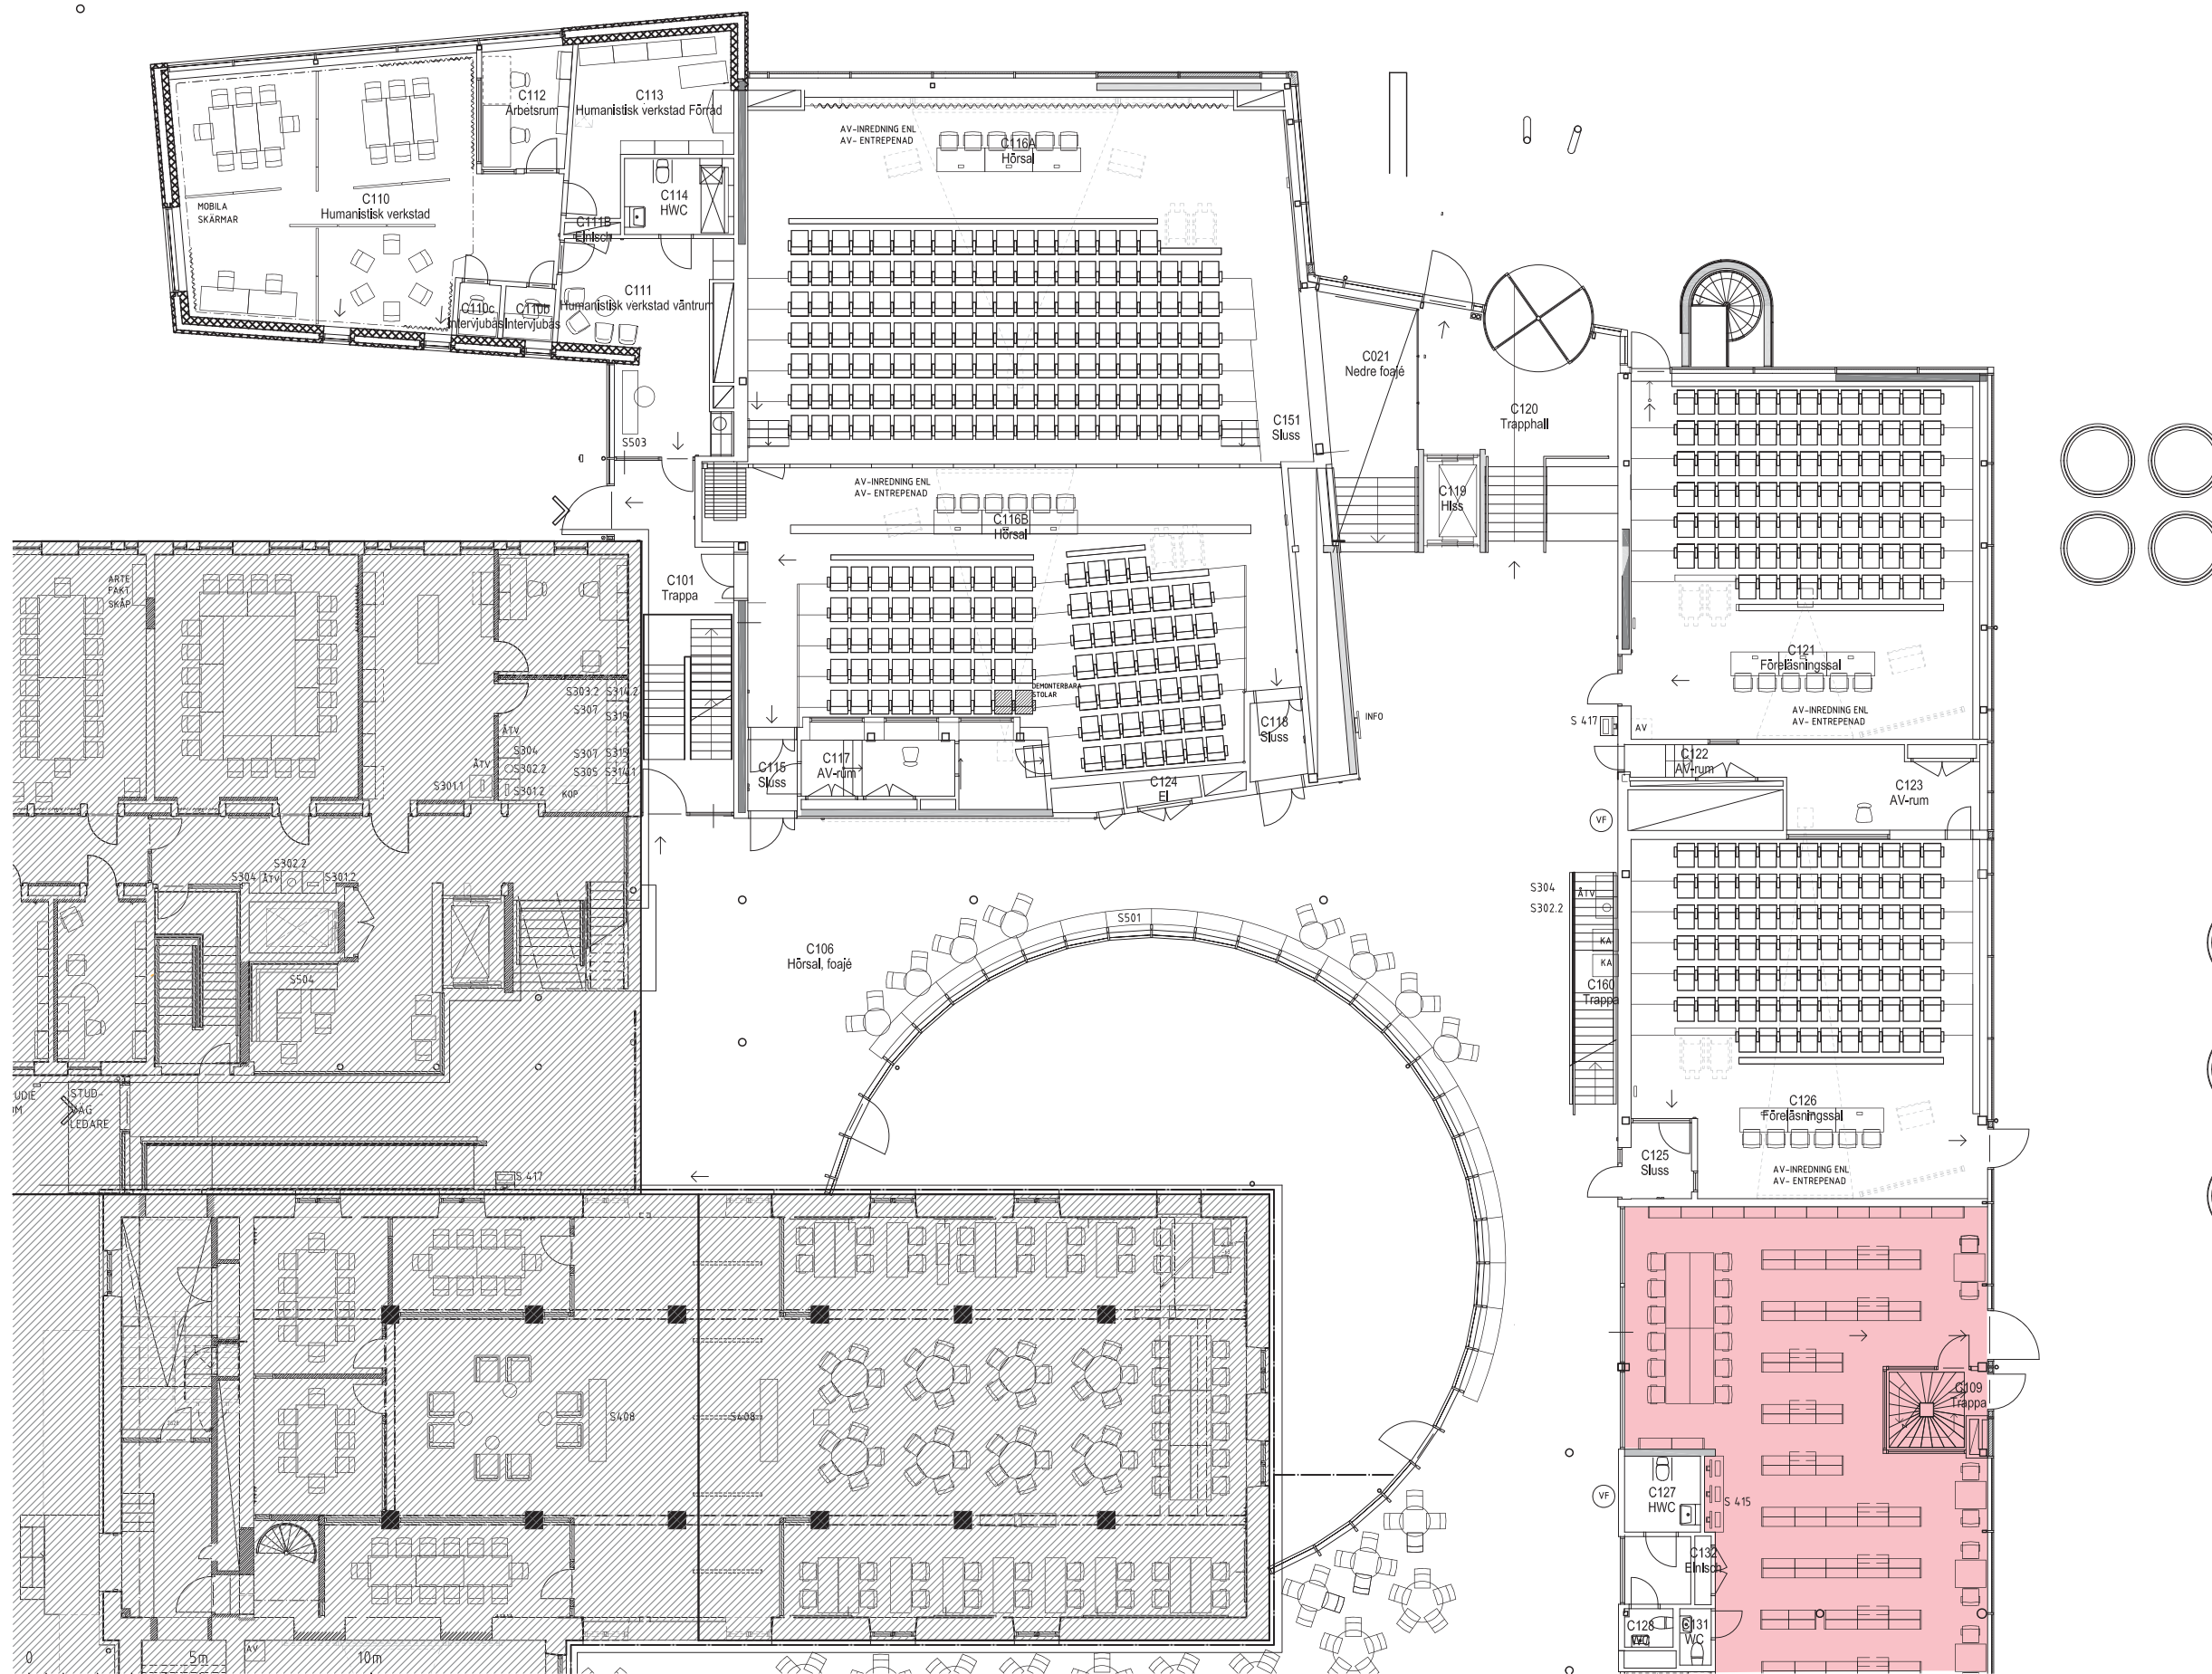 C112
Arbetsrum
C113
Humanistisk verkstad Förråd
AV-INREDNING ENL
AV- ENTREPENAD
C116A
Hörsal
C114
HWC
C110
Humanistisk verkstad
MOBILA
SKÄRMAR
C111B
Elnisch
C111
Humanistisk verkstad väntrum
C110c
Intervjubås
C110b
Intervjubås
C021
Nedre foajé
C120
Trapphall
C151
Sluss
S503
AV-INREDNING ENL
AV- ENTREPENAD
C116B
Hörsal
C119
Hiss
C101
Trappa
ARTE
FAKT
SKÅP
C121
Föreläsningssal
AV-INREDNING ENL
AV- ENTREPENAD
S303.2
S314.2
S307
S315
DEMONTERBARA
STOLAR
INFO
S 417
AV
ÅTV
S304
S307
S315
ÅTV
S302.2
S305
S314.1
S301.1
S301.2
KOP
C115
Sluss
C117
AV-rum
C118
Sluss
C124
El
C122
AV-rum
C123
AV-rum
VF
S302.2
S304
ÅTV
S301.2
S304
ÅTV
S302.2
KA
KA
C160
Trappa
S501
C106
Hörsal, foajé
S504
UDIE
M
STUD-
VÄG
LEDARE
C126
Föreläsningssal
C125
Sluss
AV-INREDNING ENL
AV- ENTREPENAD
S 417
C109
Trappa
S408
S408
VF
C127
HWC
S 415
C132
Elnisch
C128
WC
C131
WC
AV
0
5m
10m